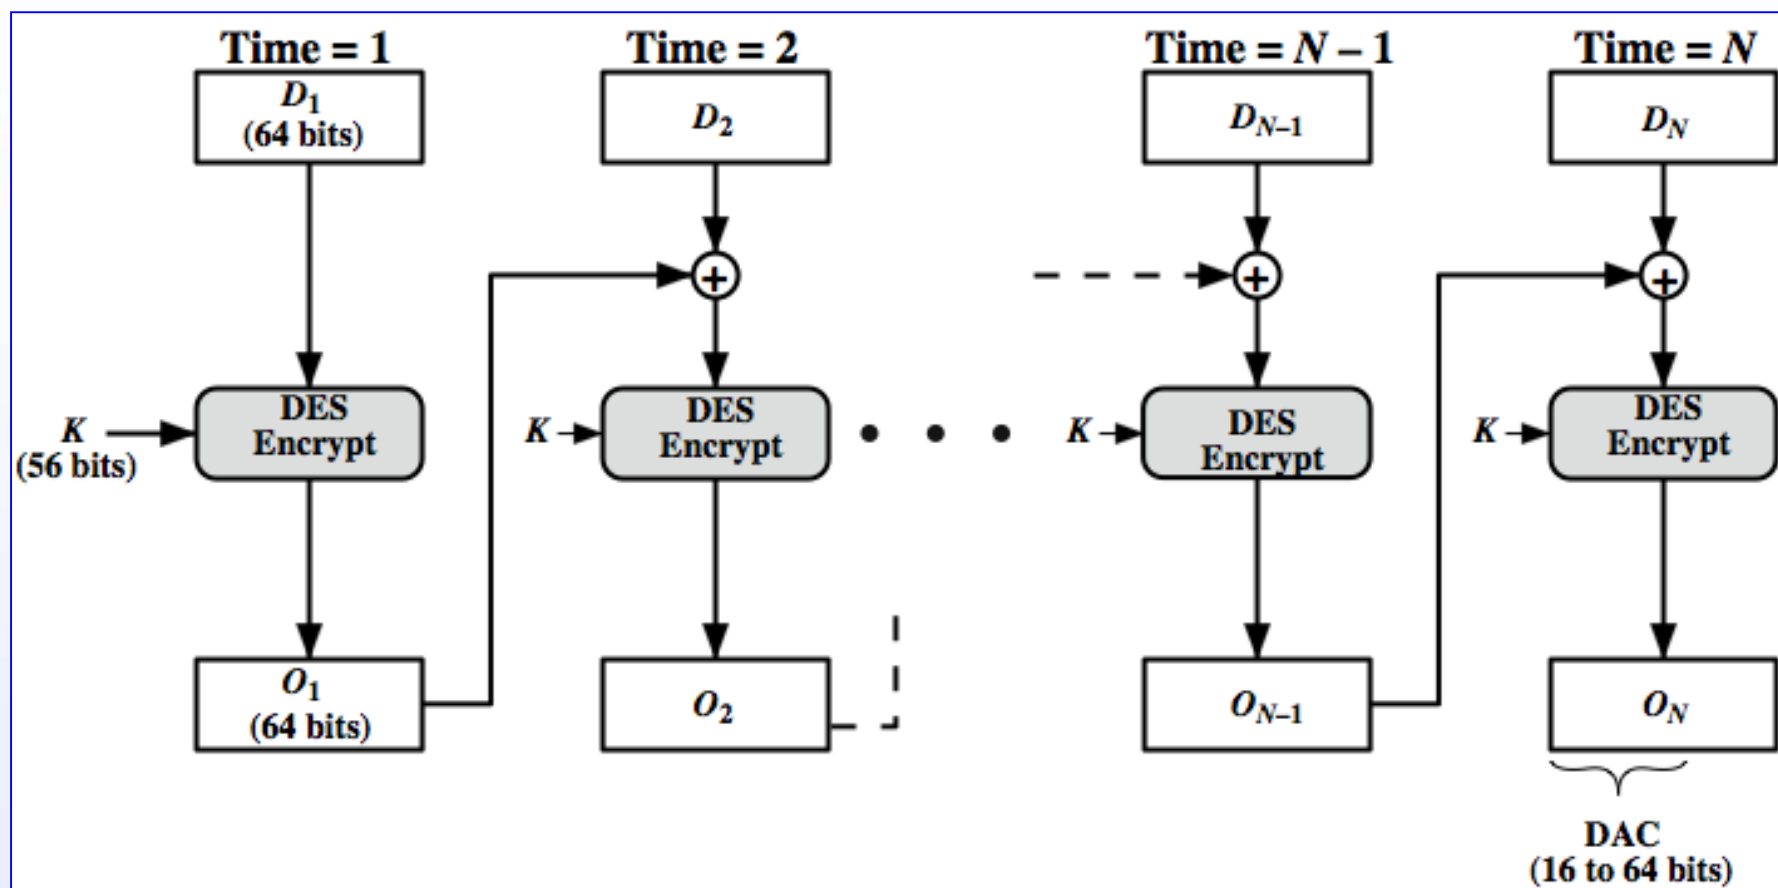 Time = 1
Time = 2
Time = N – 1
Time = N
D1
(64 bits)
D2
DN–1
DN
+
+
+
K
(56 bits)
DES
Encrypt
K
DES
Encrypt
K
DES
Encrypt
K
DES
Encrypt
O1
(64 bits)
O2
ON–1
ON
DAC
(16 to 64 bits)